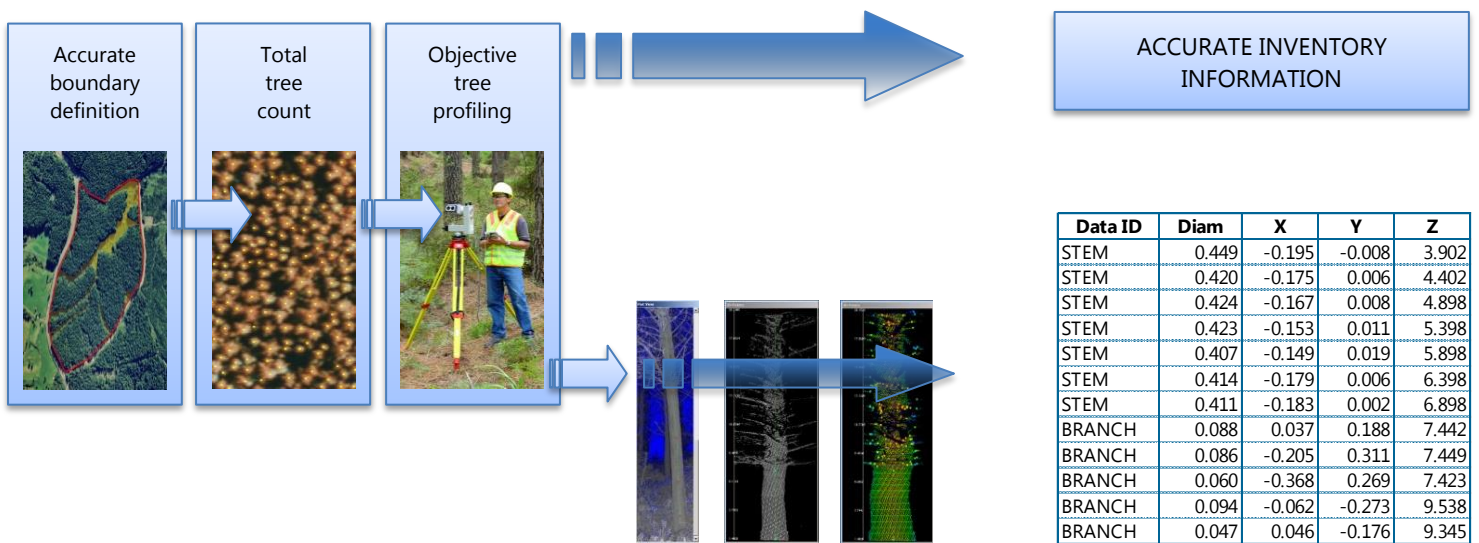 Accurate
boundary
definition
Total
tree
count
Objective
tree
profiling
ACCURATE INVENTORY
INFORMATION
Data ID Diam X Y Z
STEM 0.449 -0.195 -0.008 3.902
STEM 0.420 -0.175 0.006 4.402
STEM 0.424 -0.167 0.008 4.898
STEM 0.423 -0.153 0.011 5.398
STEM 0.407 -0.149 0.019 5.898
STEM 0.414 -0.179 0.006 6.398
STEM 0.411 -0.183 0.002 6.898
BRANCH 0.088 0.037 0.188 7.442
BRANCH 0.086 -0.205 0.311 7.449
BRANCH 0.060 -0.368 0.269 7.423
BRANCH 0.094 -0.062 -0.273 9.538
BRANCH 0.047 0.046 -0.176 9.345